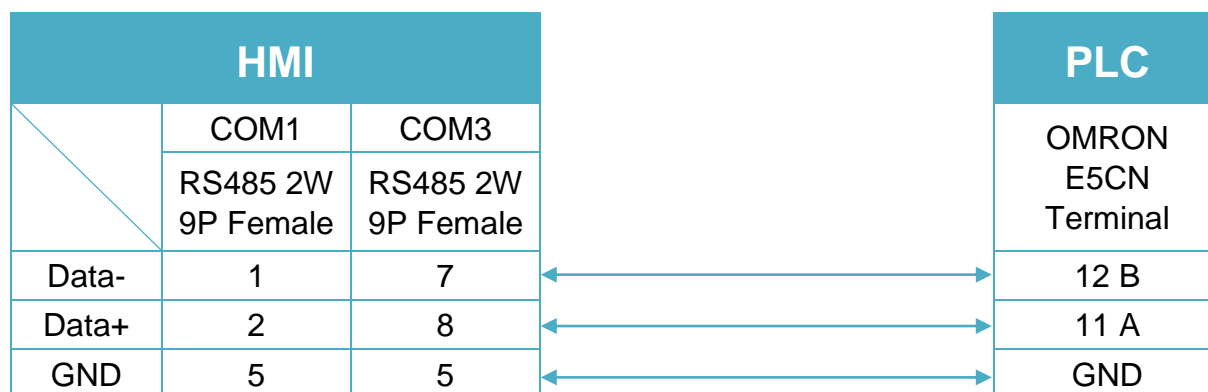 HMI PLC
COM1 COM3 OMRON
E5CN
Terminal
RS485 2W RS485 2W
9P Female 9P Female
Data- 1 7 12 B
Data+ 2 8 11 A
GND 5 5 GND